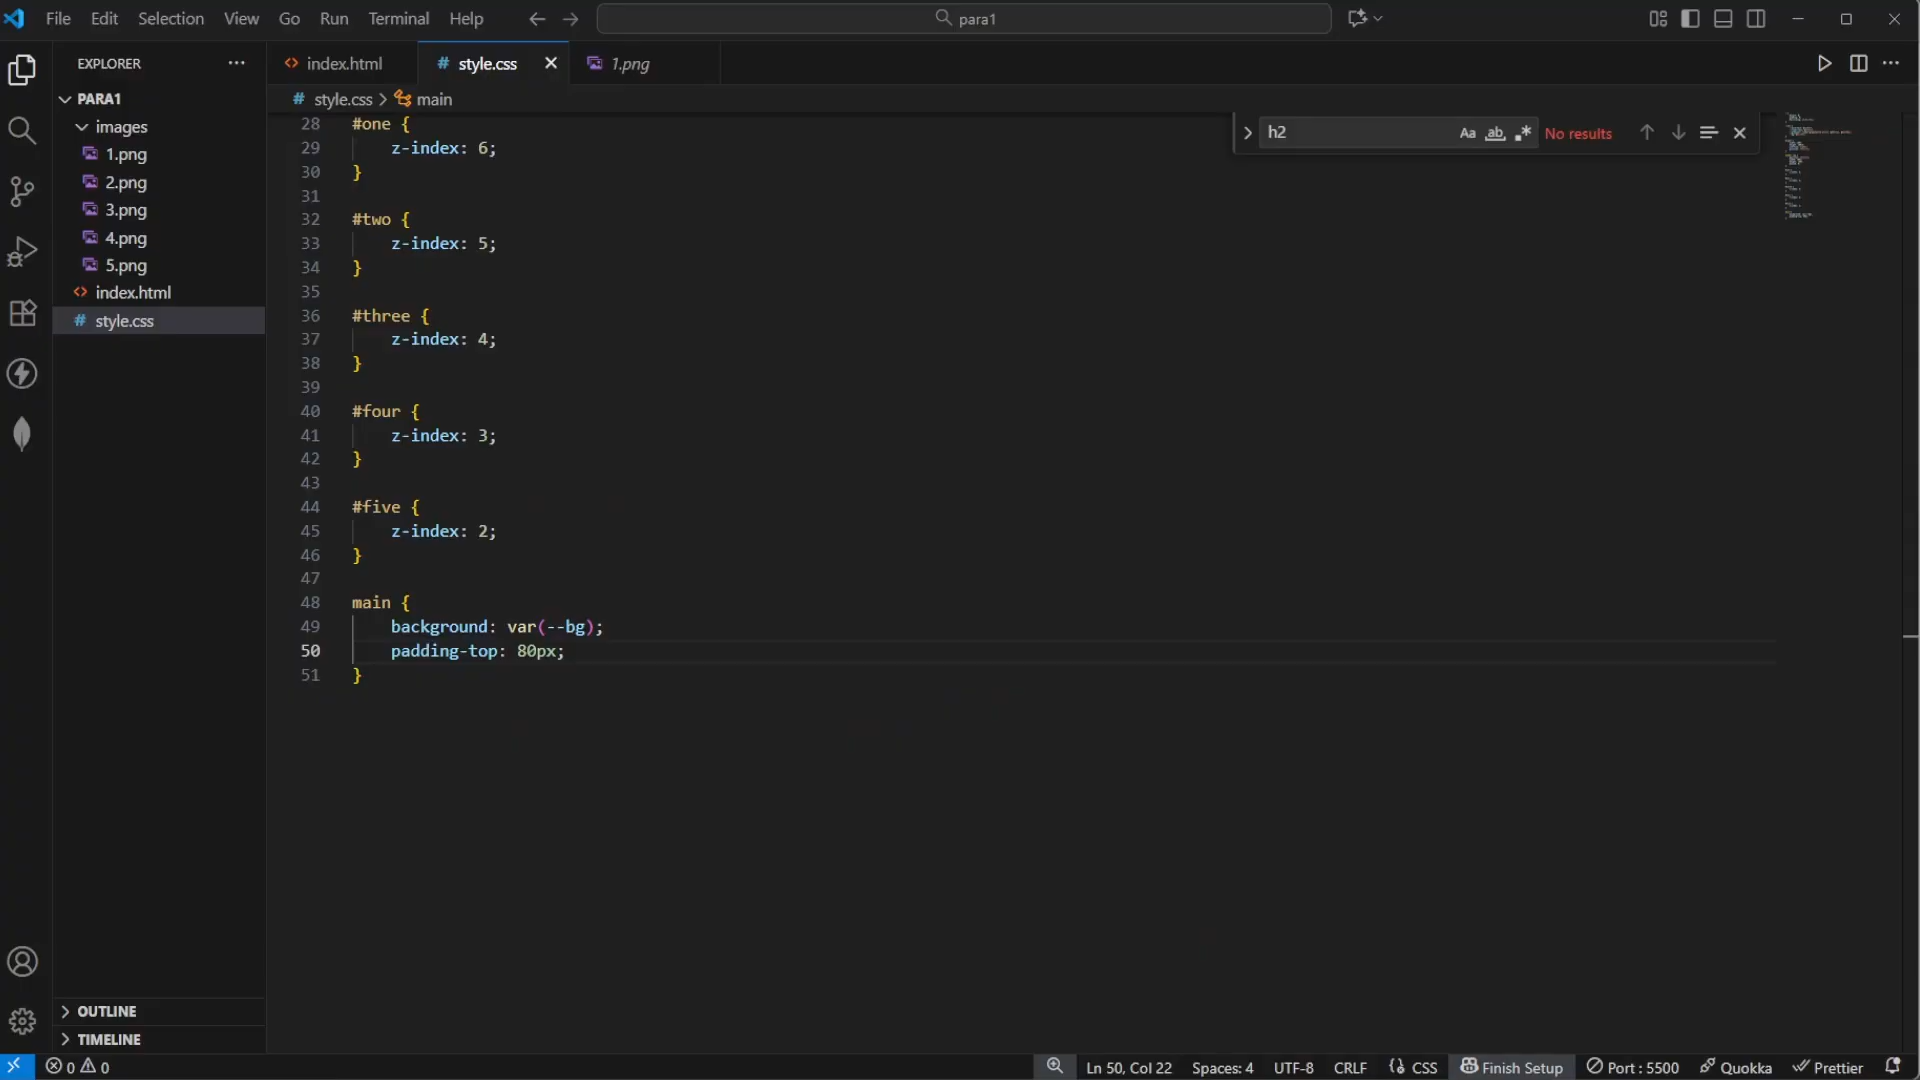 File Edit Selection View Go Run Terminal Help
para1
EXPLORER
index.html
style.css
1.png
PARA1
images
1.png
2.png
3.png
4.png
5.png
index.html
style.css
style.css > main
h2
Aa ab No results
28 #one {
29 z-index: 6;
30 }
31
32 #two {
33 z-index: 5;
34 }
35
36 #three {
37 z-index: 4;
38 }
39
40 #four {
41 z-index: 3;
42 }
43
44 #five {
45 z-index: 2;
46 }
47
48 main {
49 background: var(--bg);
50 padding-top: 80px;
51 }
OUTLINE
TIMELINE
0 0
Ln 50, Col 22 Spaces: 4 UTF-8 CRLF {} CSS Finish Setup Port : 5500 Quokka Prettier